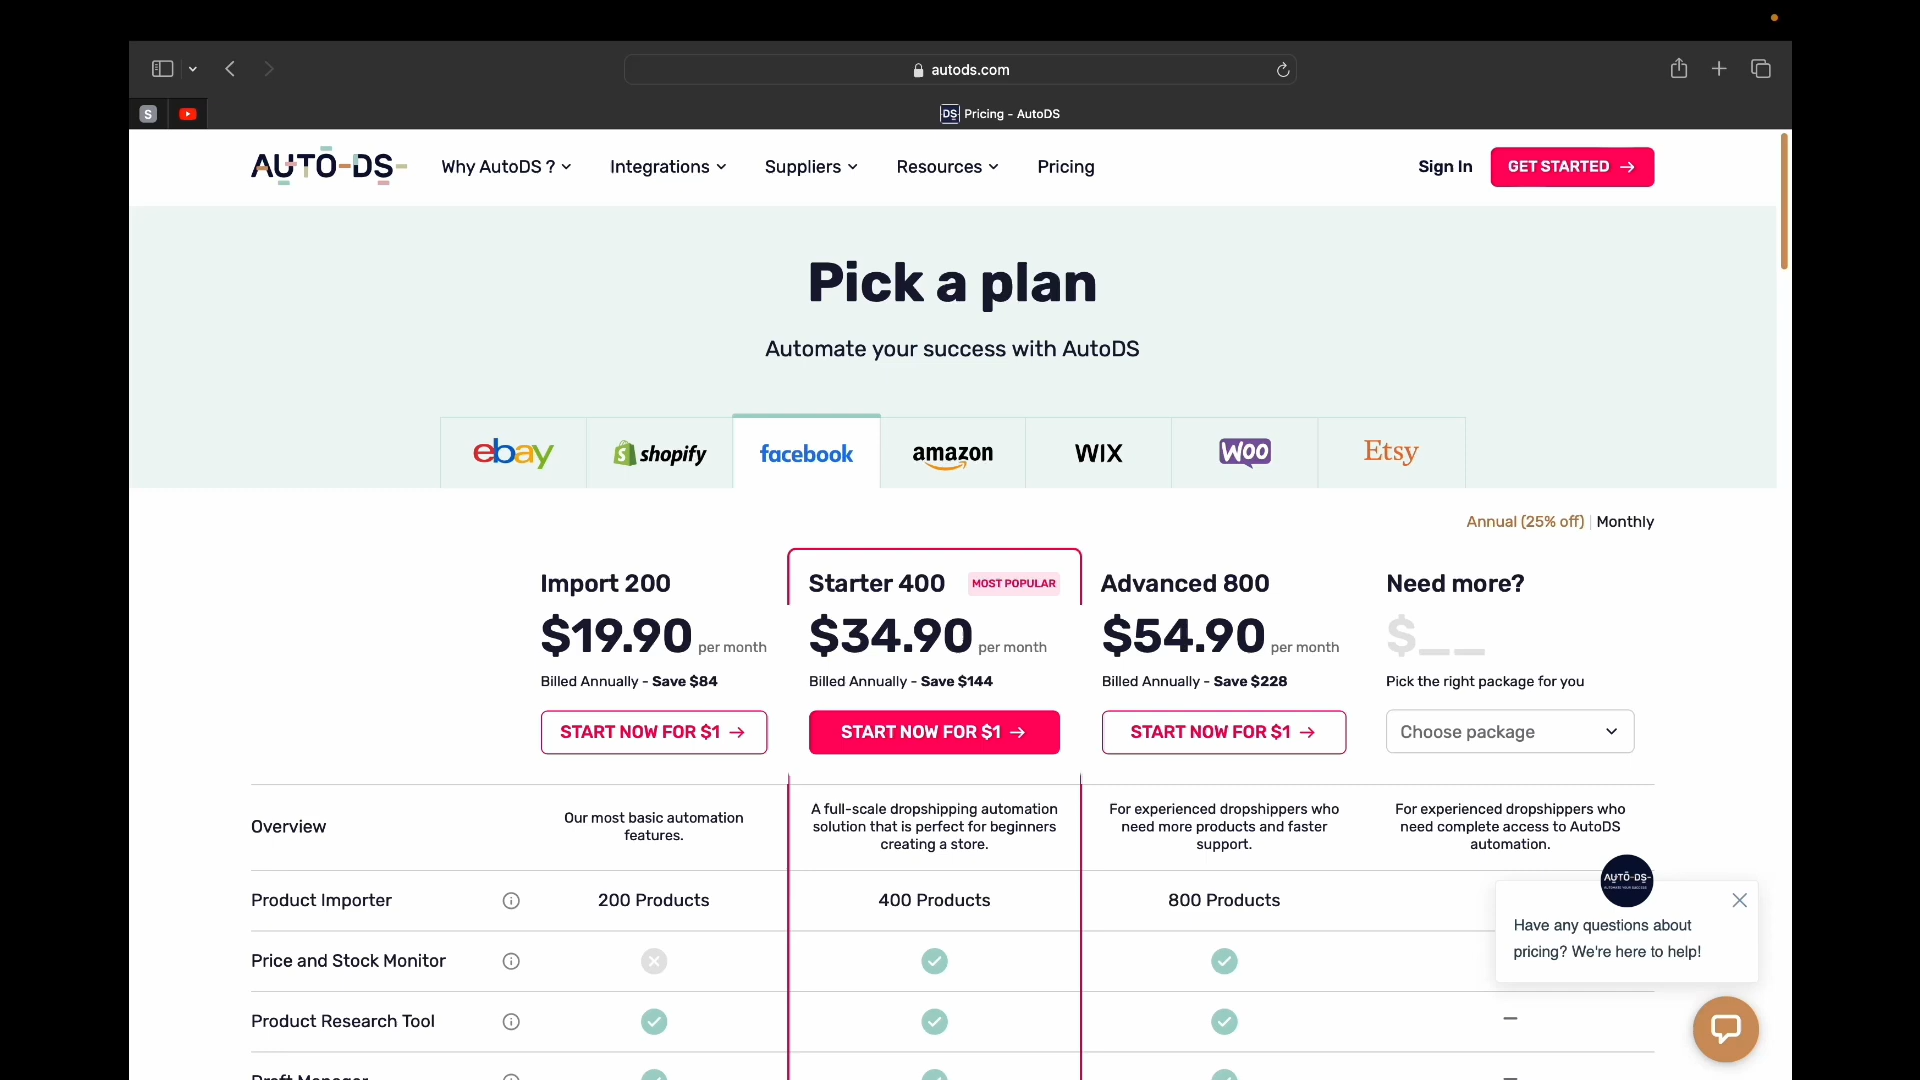 autods.com
S
DS Pricing - AutoDS
AUTO-DS-
Why AutoDS ?
Integrations
Suppliers
Resources
Pricing
Sign In
GET STARTED →
Pick a plan
Automate your success with AutoDS
ebay
shopify
facebook
amazon
WIX
WOO
Etsy
Annual (25% off) | Monthly
Import 200
$19.90 per month
Billed Annually - Save $84
START NOW FOR $1 →
Starter 400 MOST POPULAR
$34.90 per month
Billed Annually - Save $144
START NOW FOR $1 →
Advanced 800
$54.90 per month
Billed Annually - Save $228
START NOW FOR $1 →
Need more?
$__
Pick the right package for you
Choose package
Overview
Our most basic automation
features.
A full-scale dropshipping automation
solution that is perfect for beginners
creating a store.
For experienced dropshippers who
need more products and faster
support.
For experienced dropshippers who
need complete access to AutoDS
automation.
Product Importer
200 Products
400 Products
800 Products
Price and Stock Monitor
Product Research Tool
AUTO-DS-
Have any questions about
pricing? We're here to help!